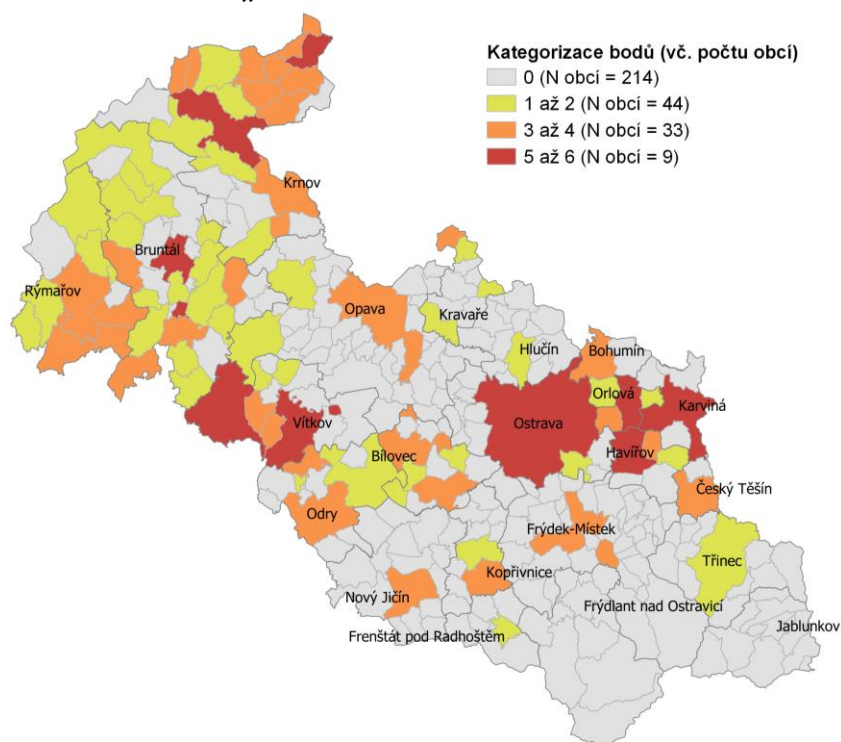 Kategorizace bodů (vč. počtu obcí)
0 (N obcí = 214)
1 až 2 (N obcí = 44)
3 až 4 (N obcí = 33)
5 až 6 (N obcí = 9)
Krnov
Bruntál
Rýmařov
Opava
Kravaře
Hlučín
Bohumín
Orlová
Karviná
Ostrava
Vítkov
Havířov
Bílovec
Český Těšín
Odry
Frýdek-Místek
Třinec
Kopřivnice
Nový Jičín
Frýdlant nad Ostravicí
Jablunkov
Frenštát pod Radhoštěm